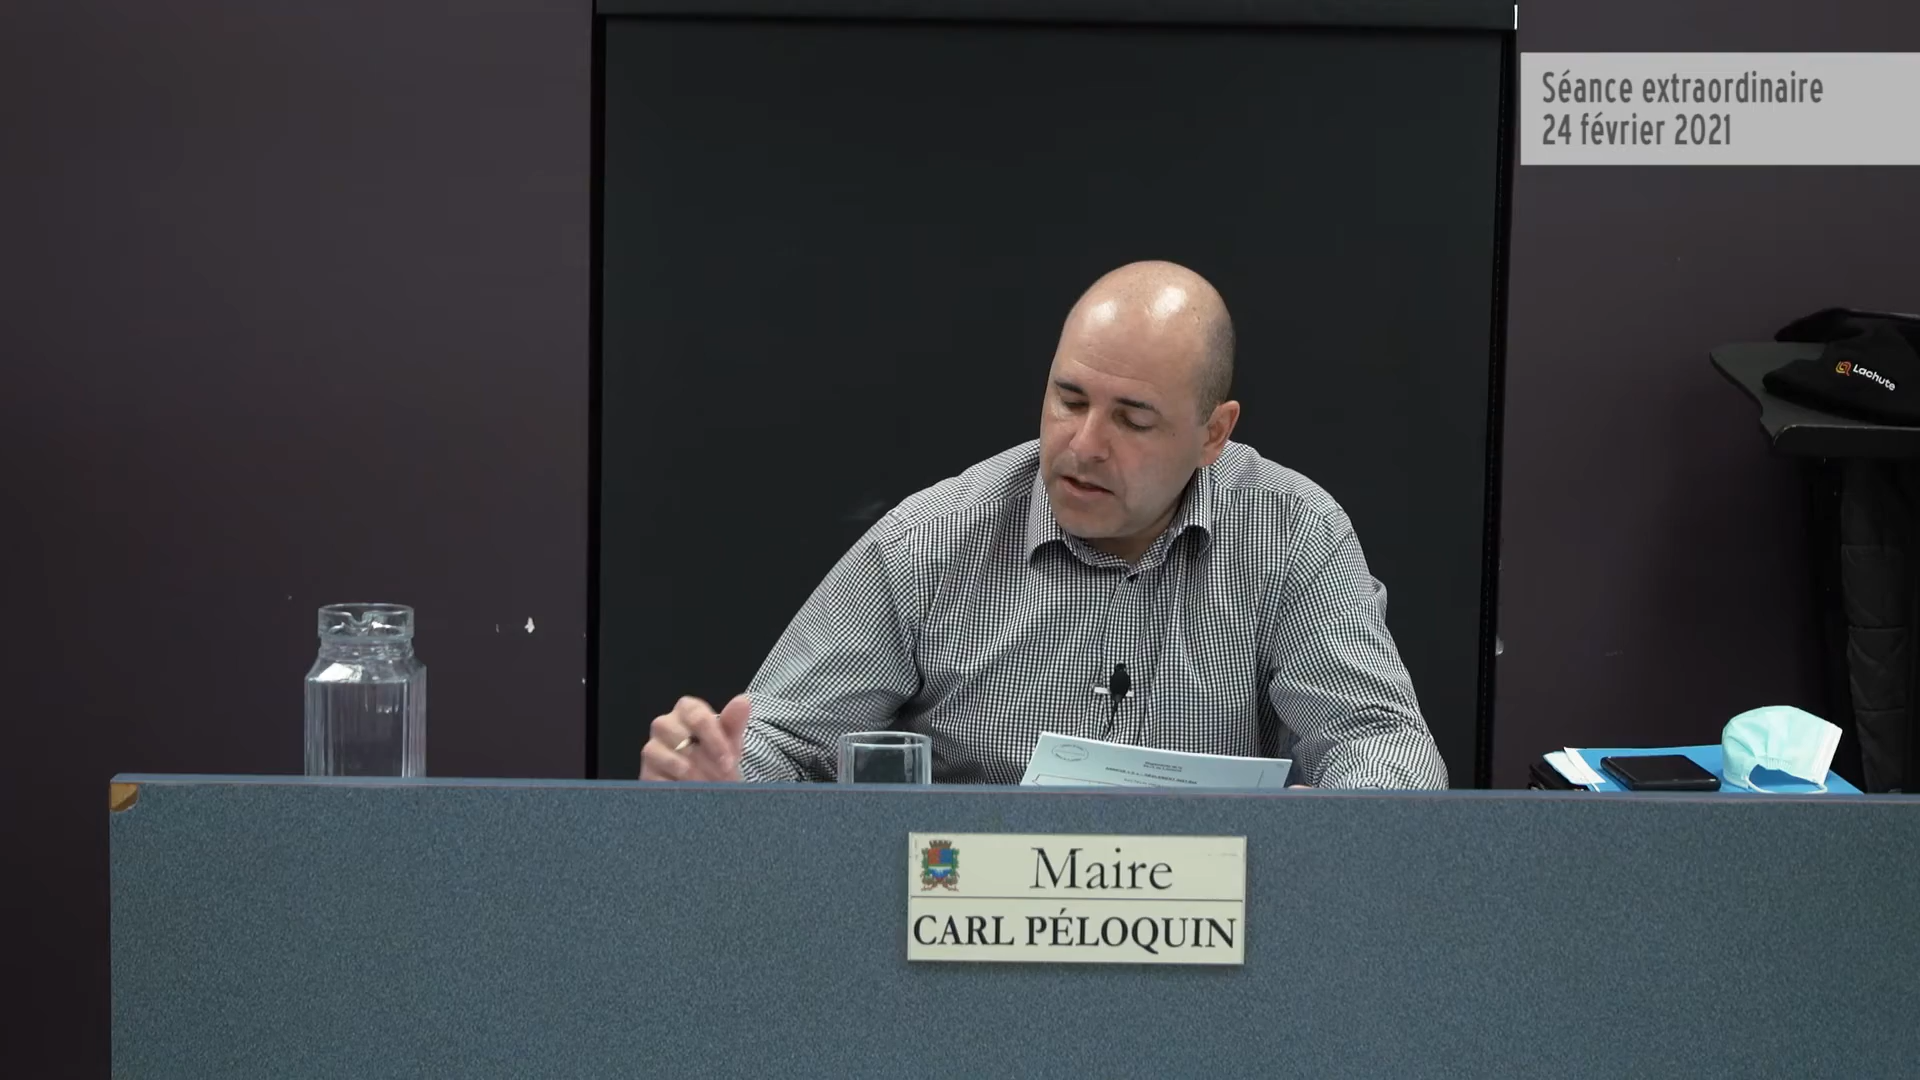 Séance extraordinaire
24 février 2021
Lachute
Maire
CARL PÉLOQUIN